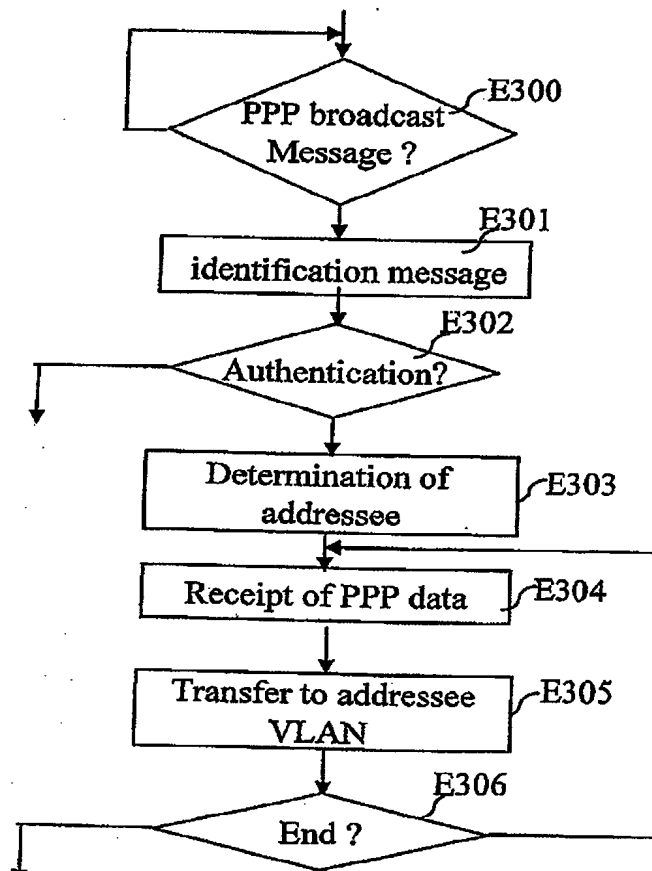 E300
PPP broadcast
Message ?
E301
identification message
E302
Authentication?
Determination of
addressee
E303
Receipt of PPP data
E304
Transfer to addressee
VLAN
E305
E306
End ?